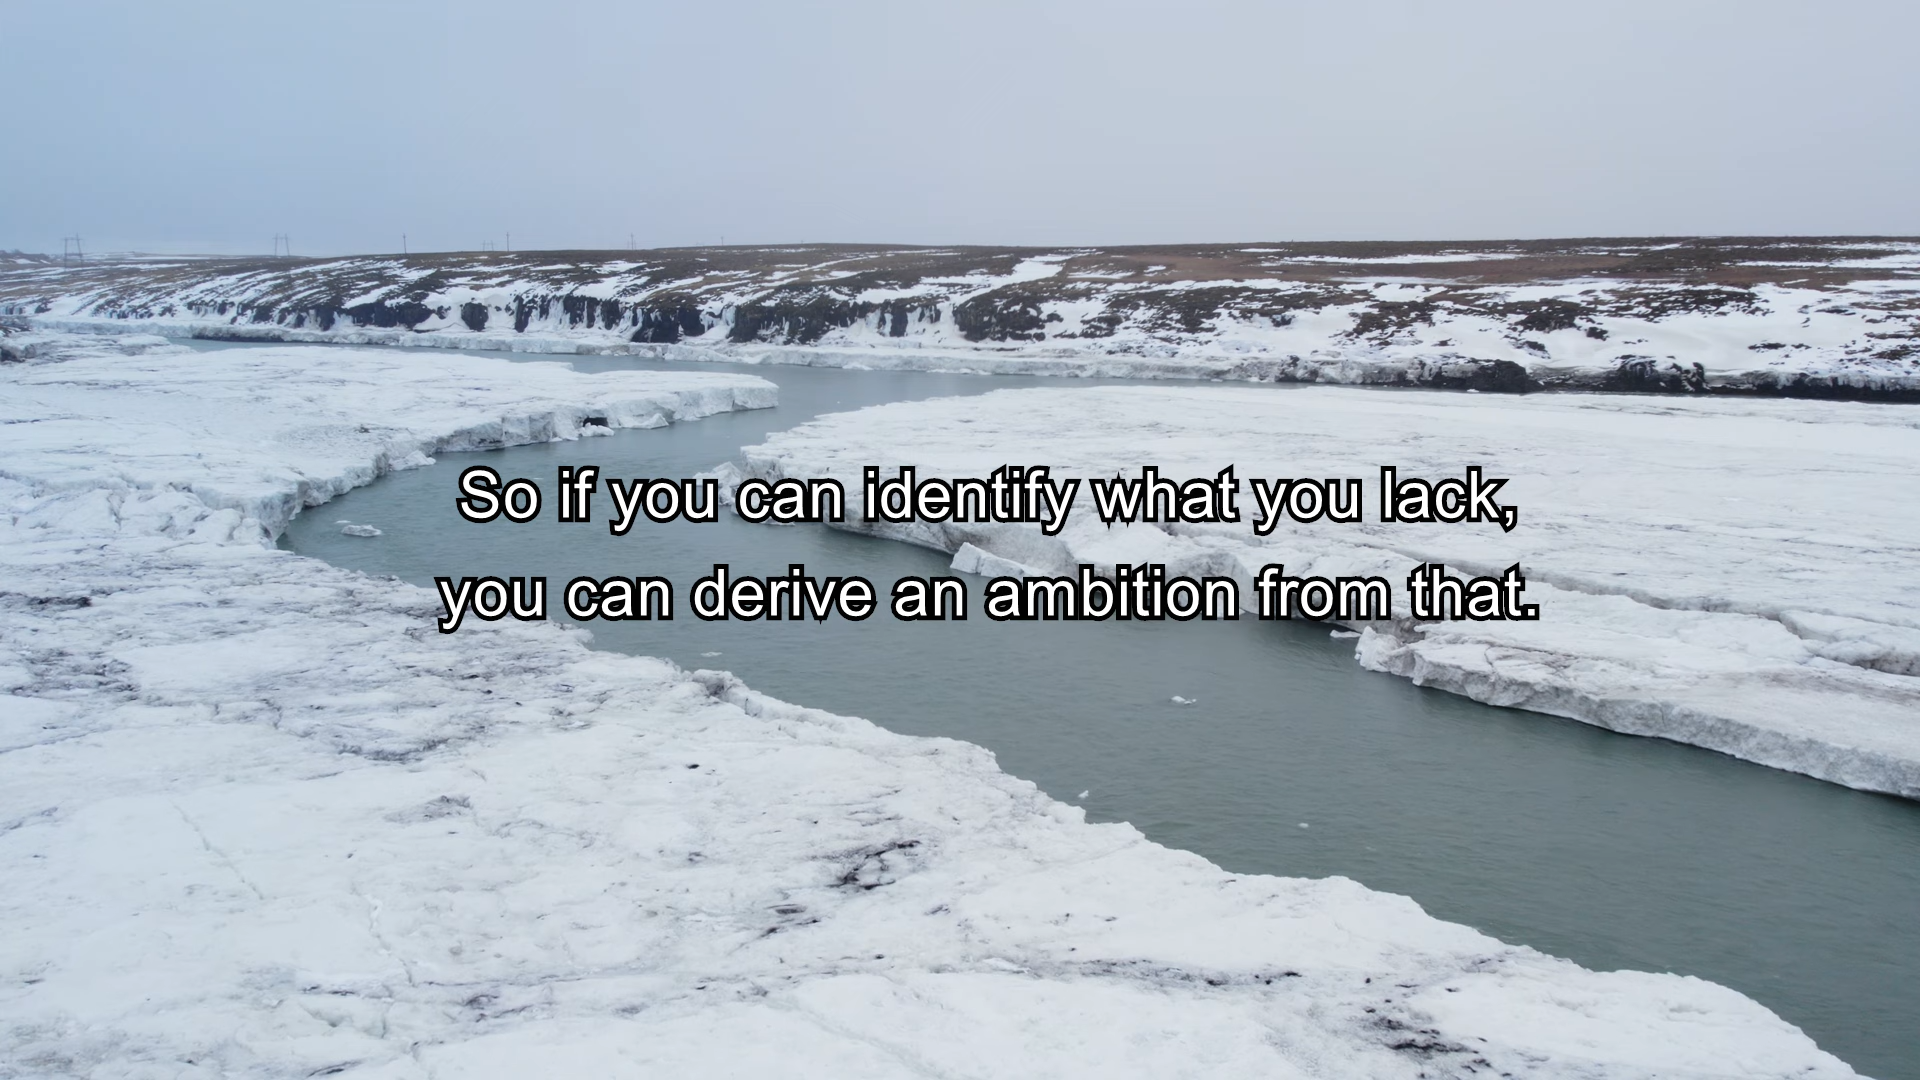 So if you can identify what you lack,
you can derive an ambition from that.